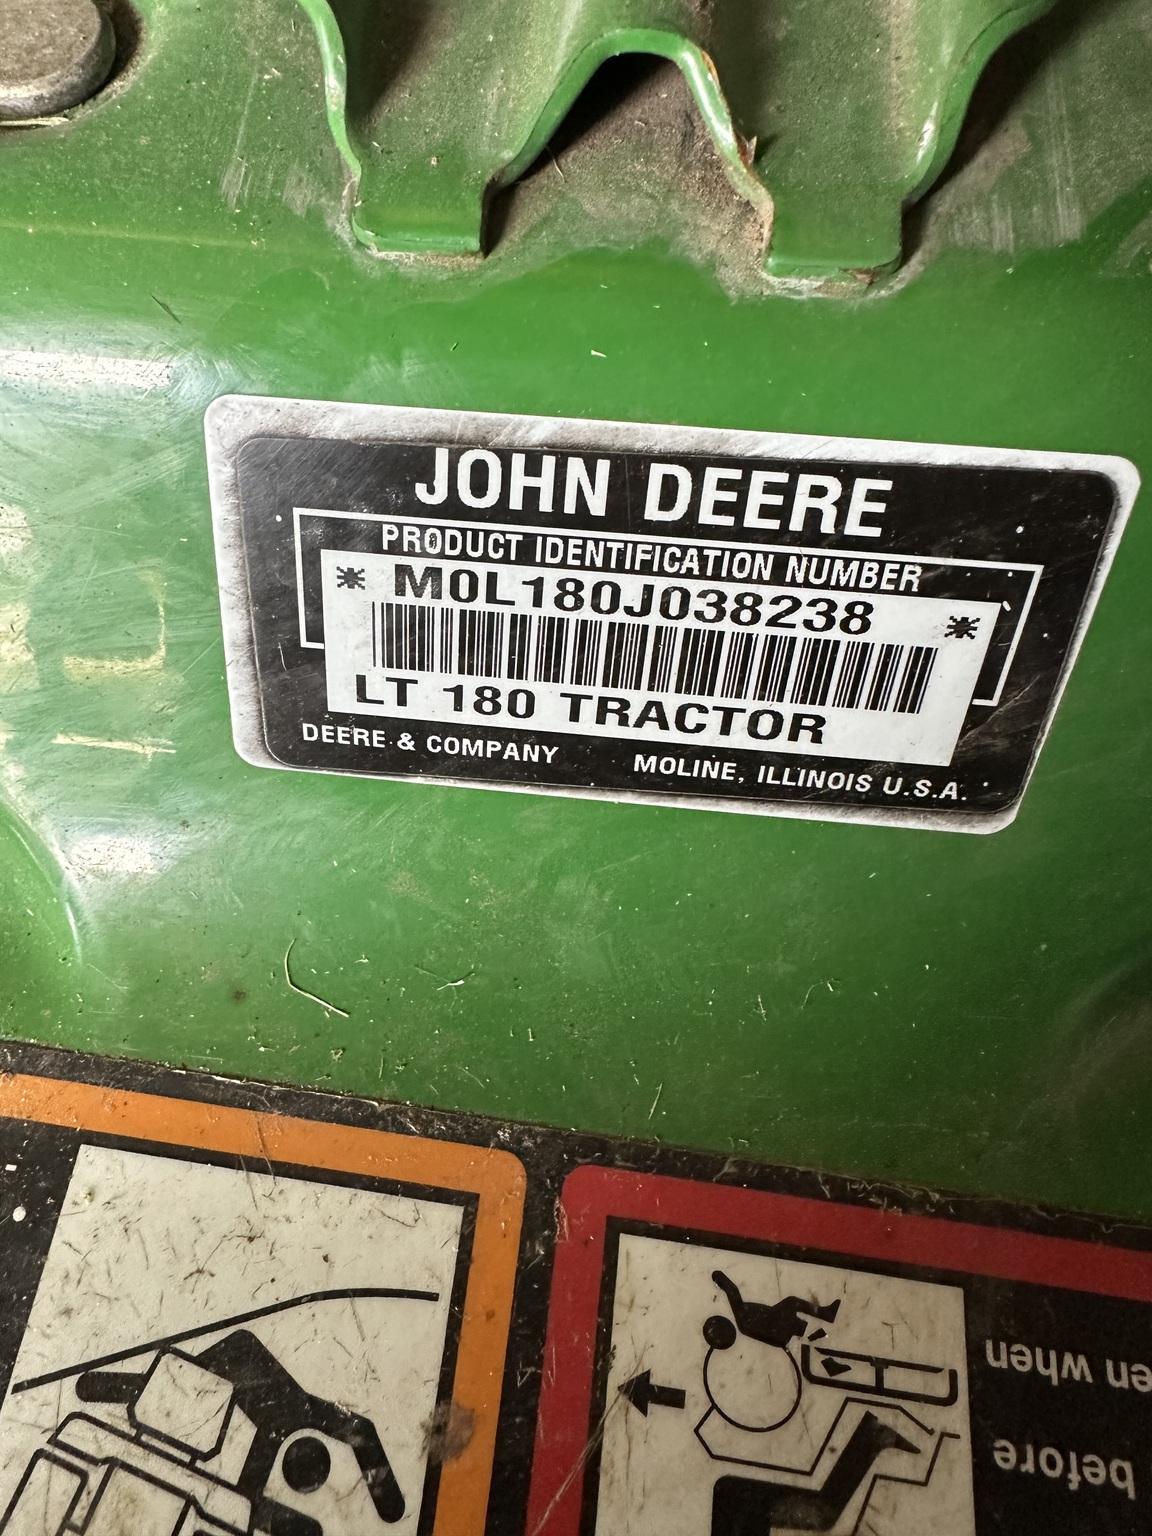 JOHN DEERE
PRODUCT IDENTIFICATION NUMBER
* M0L180J038238 *
LT 180 TRACTOR
DEERE & COMPANY MOLINE, ILLINOIS U.S.A.
before
en when